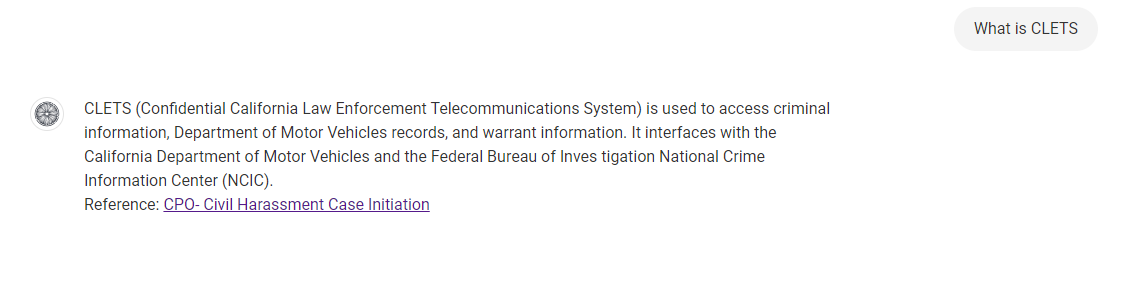 What is CLETS
CLETS (Confidential California Law Enforcement Telecommunications System) is used to access criminal
information, Department of Motor Vehicles records, and warrant information. It interfaces with the
California Department of Motor Vehicles and the Federal Bureau of Inves tigation National Crime
Information Center (NCIC).
Reference: CPO- Civil Harassment Case Initiation